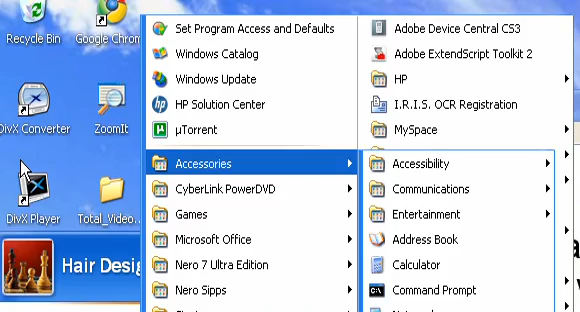 Recycle Bin
Google Chrom
DivX Converter
ZoomIt
DivX Player
Total_Video...
Hair Desig
Set Program Access and Defaults
Windows Catalog
Windows Update
HP Solution Center
µTorrent
Accessories
CyberLink PowerDVD
Games
Microsoft Office
Nero 7 Ultra Edition
Nero Sipps
Adobe Device Central CS3
Adobe ExtendScript Toolkit 2
HP
I.R.I.S. OCR Registration
MySpace
Accessibility
Communications
Entertainment
Address Book
Calculator
Command Prompt